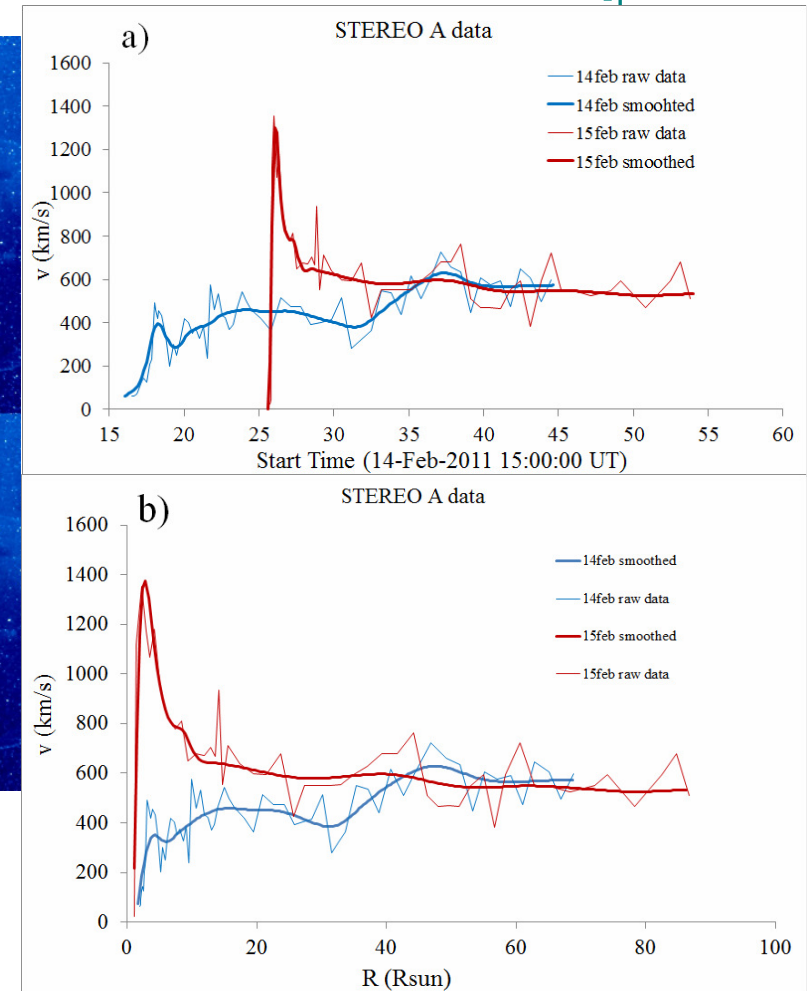 a)
STEREO A data
1600
1400
1200
1000
800
600
400
200
0
v (km/s)
14feb raw data
14feb smoohted
15feb raw data
15feb smoothed
15 20 25 30 35 40 45 50 55 60
Start Time (14-Feb-2011 15:00:00 UT)
b)
STEREO A data
1600
1400
1200
1000
800
600
400
200
0
v (km/s)
14feb smoothed
14feb raw data
15feb smoothed
15feb raw data
0 20 40 60 80 100
R (Rsun)